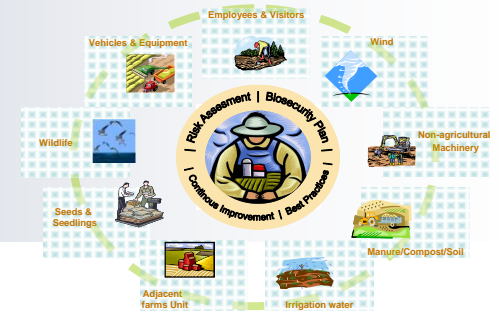 Employees & Visitors
Vehicles & Equipment
Wind
| Risk Assesment | Biosecurity Plan |
Wildlife
Non-agricultural
Machinery
| Continous Improvement | Best Practices |
Seeds &
Seedlings
Manure/Compost/Soil
Adjacent
farms Unit
Irrigation water